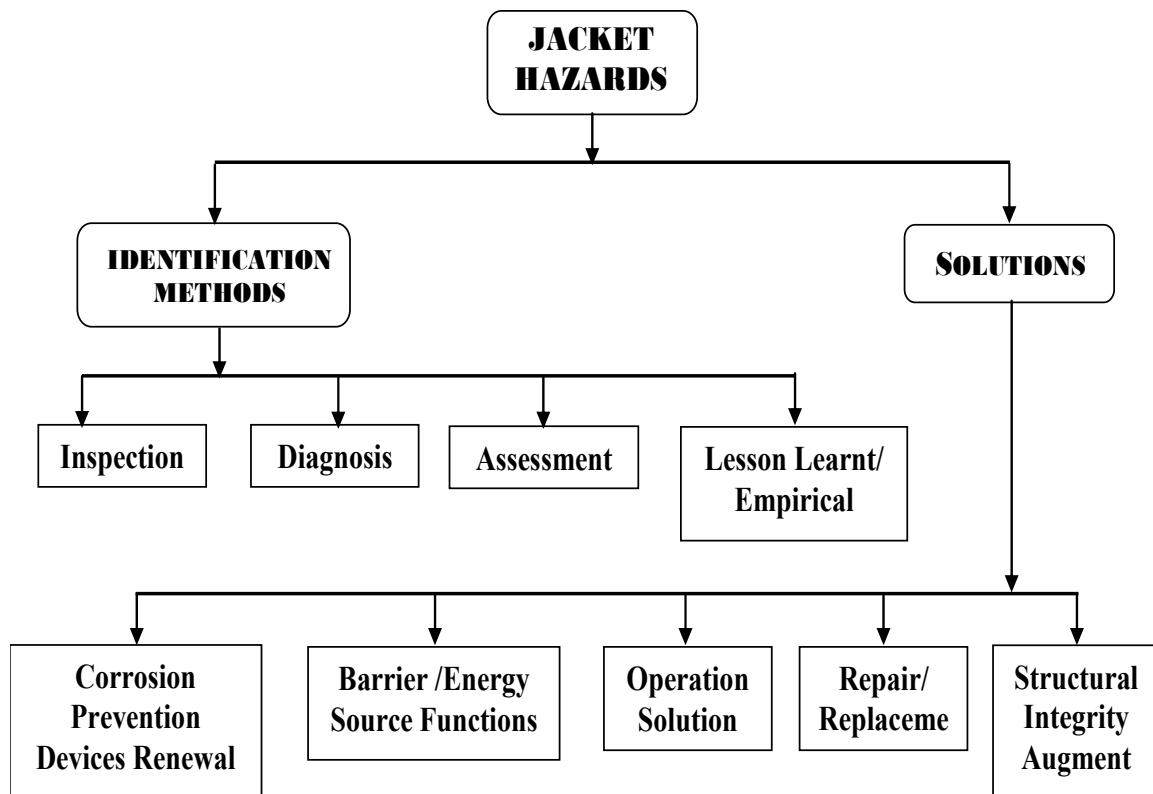 JACKET
HAZARDS
IDENTIFICATION
METHODS
SOLUTIONS
Inspection
Diagnosis
Assessment
Lesson Learnt/
Empirical
Corrosion
Prevention
Devices Renewal
Barrier /Energy
Source Functions
Operation
Solution
Repair/
Replaceme
Structural
Integrity
Augment